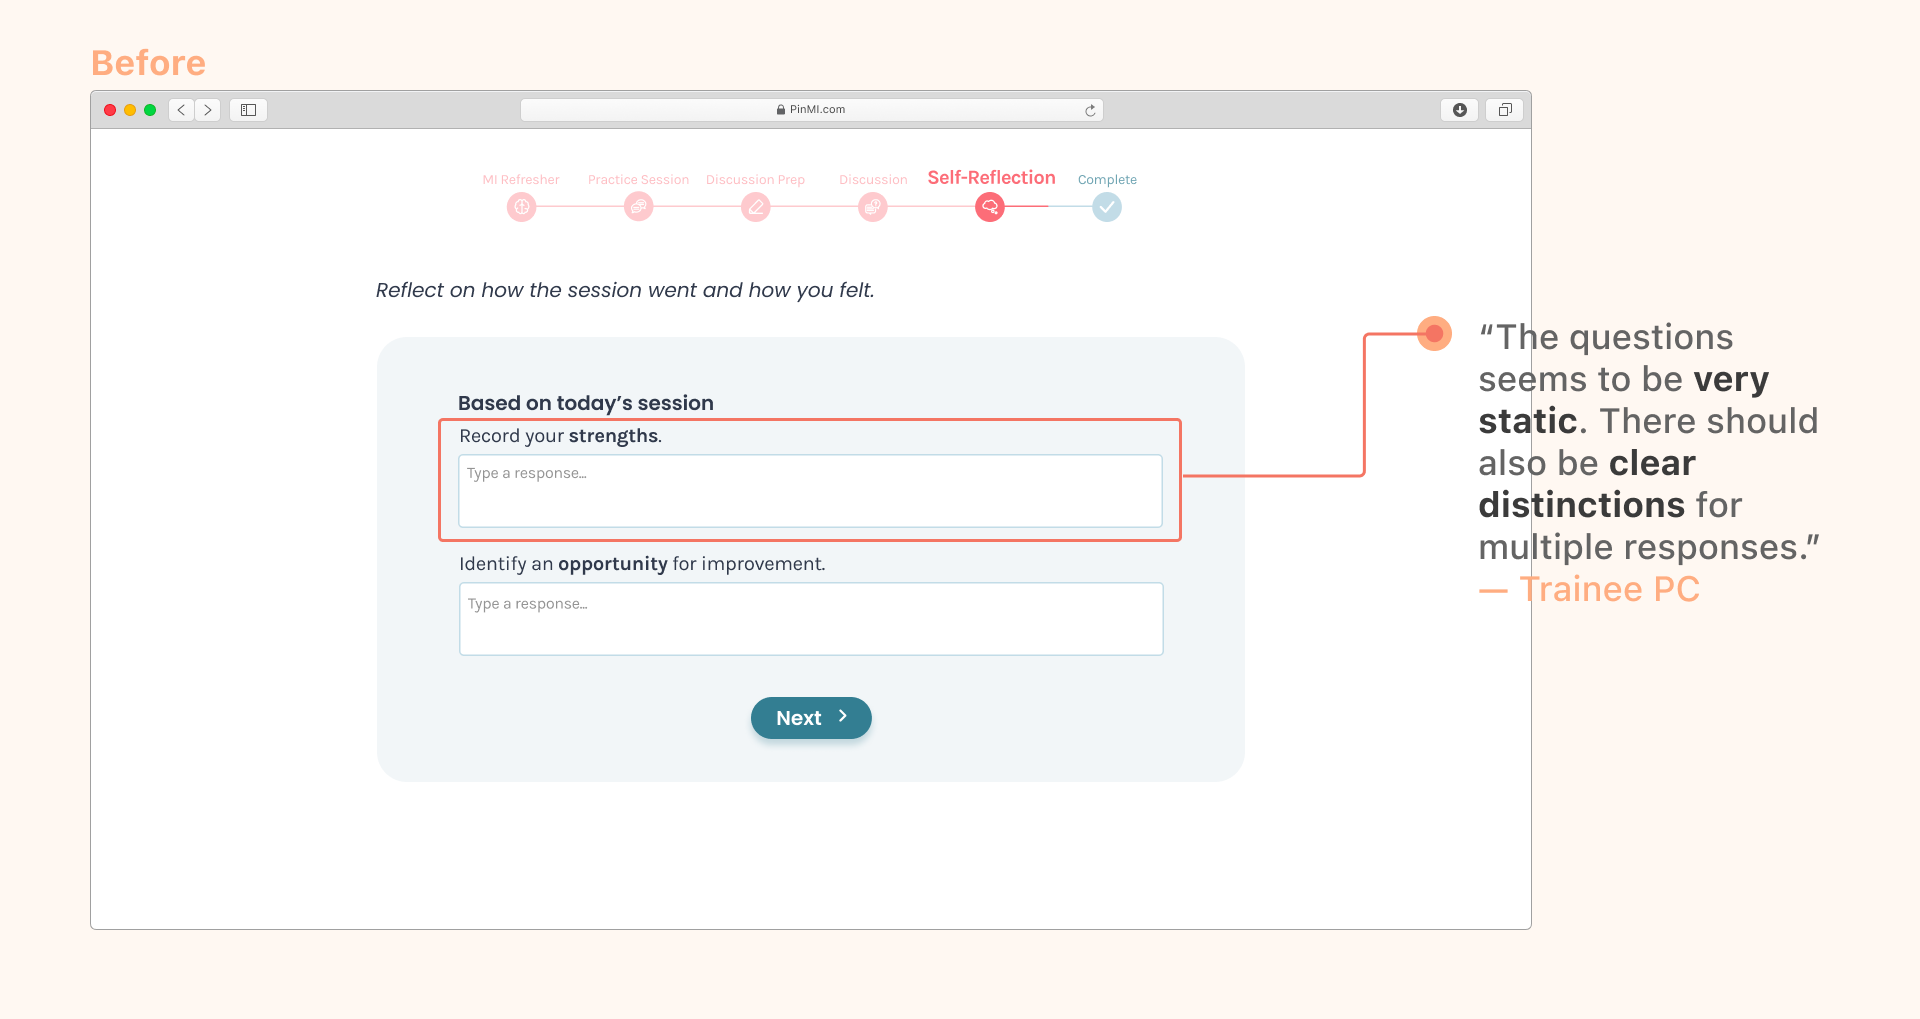 Before
PinMI.com
MI Refresher
Practice Session
Discussion Prep
Discussion
Self-Reflection
Complete
Reflect on how the session went and how you felt.
Based on today’s session
Record your strengths.
Type a response...
Identify an opportunity for improvement.
Type a response...
Next
“The questions
seems to be very
static. There should
also be clear
distinctions for
multiple responses.”
— Trainee PC